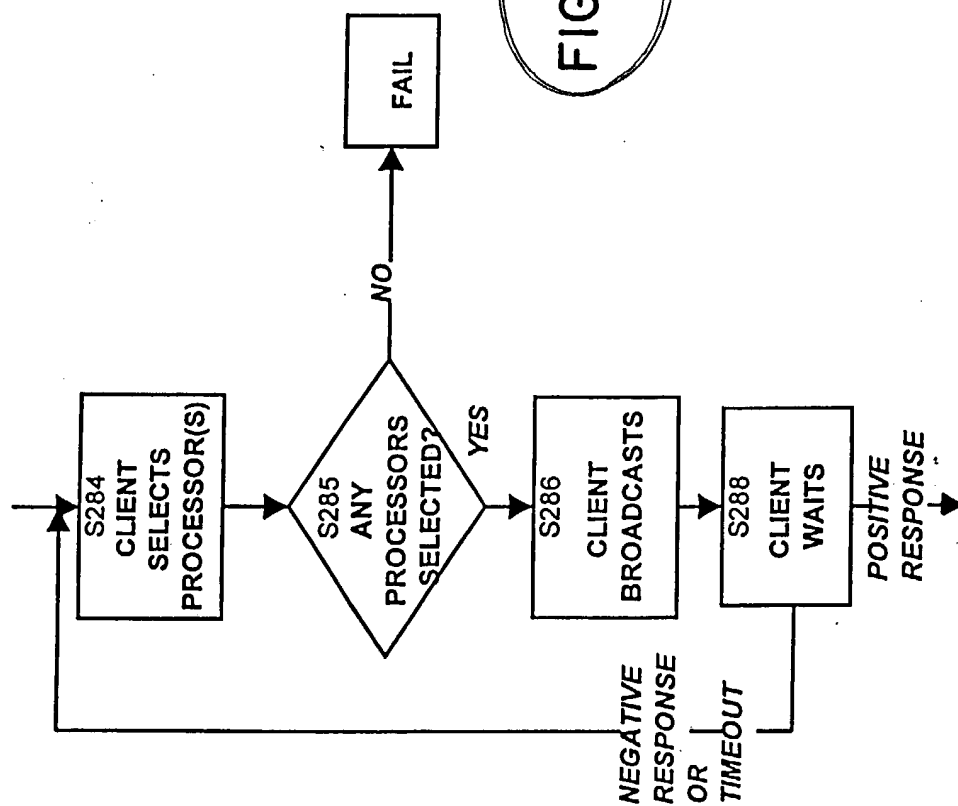 S284
CLIENT
SELECTS
PROCESSOR(S)
S285
ANY
PROCESSORS
SELECTED?
NO
FAIL
YES
S286
CLIENT
BROADCASTS
S288
CLIENT
WAITS
NEGATIVE
RESPONSE
OR
TIMEOUT
POSITIVE
RESPONSE
FIG